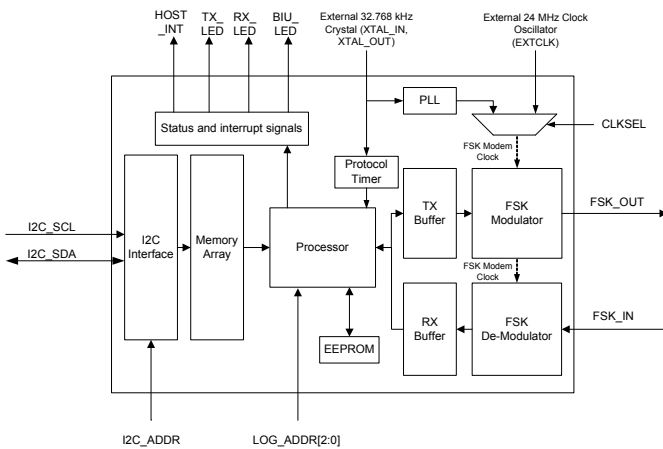 HOST
_INT
TX_
LED
RX_
LED
BIU_
LED
External 32.768 kHz
Crystal (XTAL_IN,
XTAL_OUT)
External 24 MHz Clock
Oscillator
(EXTCLK)
PLL
CLKSEL
Status and interrupt signals
FSK Modem
Clock
Protocol
Timer
I2C
Interface
Memory
Array
Processor
TX
Buffer
FSK
Modulator
FSK_OUT
I2C_SCL
I2C_SDA
FSK Modem
Clock
RX
Buffer
FSK
De-Modulator
FSK_IN
EEPROM
I2C_ADDR
LOG_ADDR[2:0]